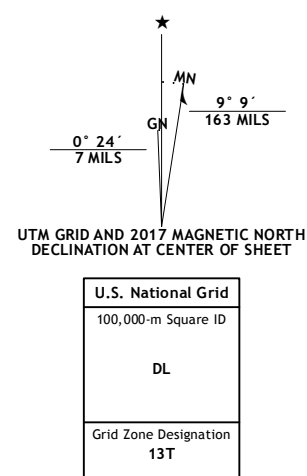 ★
MN
GN
9° 9´
163 MILS
0° 24´
7 MILS
UTM GRID AND 2017 MAGNETIC NORTH
DECLINATION AT CENTER OF SHEET
U.S. National Grid
100,000-m Square ID
DL
Grid Zone Designation
13T